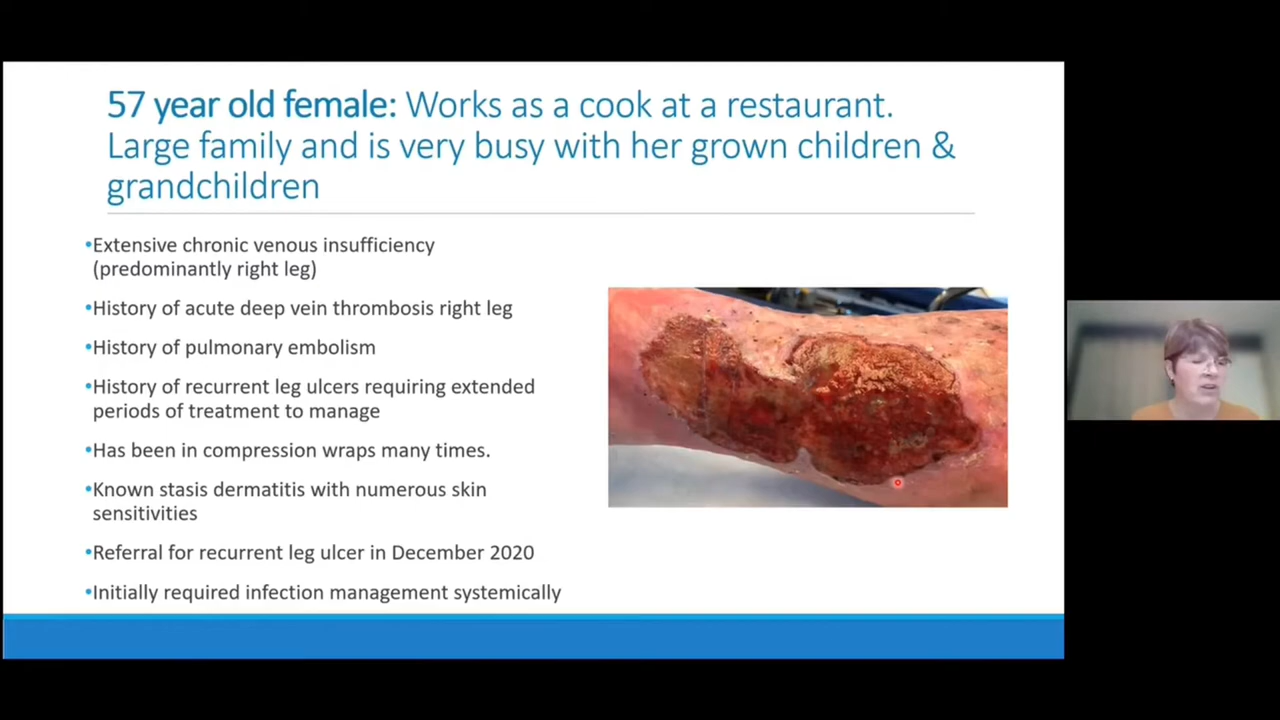 57 year old female: Works as a cook at a restaurant.
Large family and is very busy with her grown children &
grandchildren
•Extensive chronic venous insufficiency
(predominantly right leg)
•History of acute deep vein thrombosis right leg
•History of pulmonary embolism
•History of recurrent leg ulcers requiring extended
periods of treatment to manage
•Has been in compression wraps many times.
•Known stasis dermatitis with numerous skin
sensitivities
•Referral for recurrent leg ulcer in December 2020
•Initially required infection management systemically